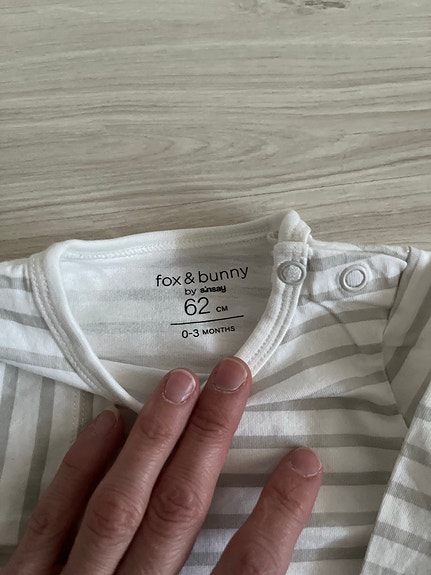 fox & bunny
by sinsay
62 CM
0-3 MONTHS